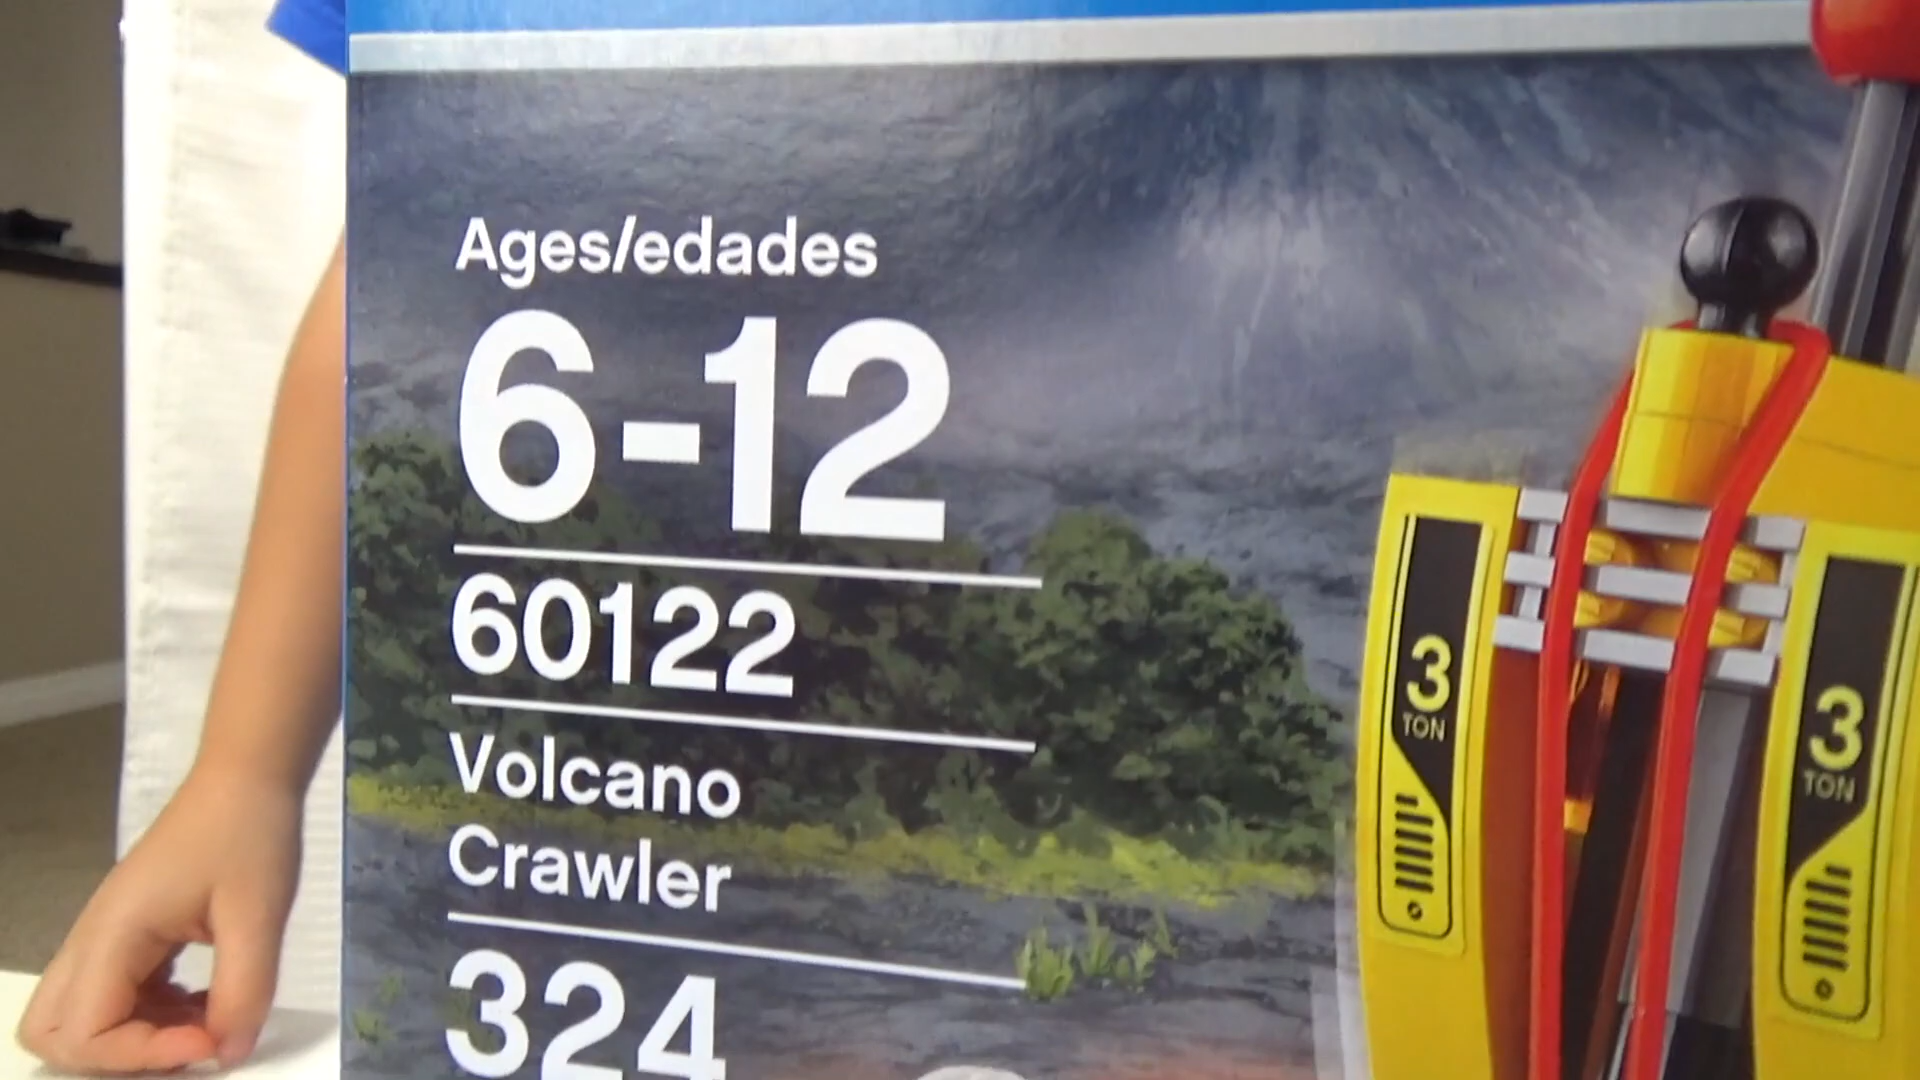 Ages/edades
6-12
60122
Volcano
Crawler
324
3
TON
3
TON